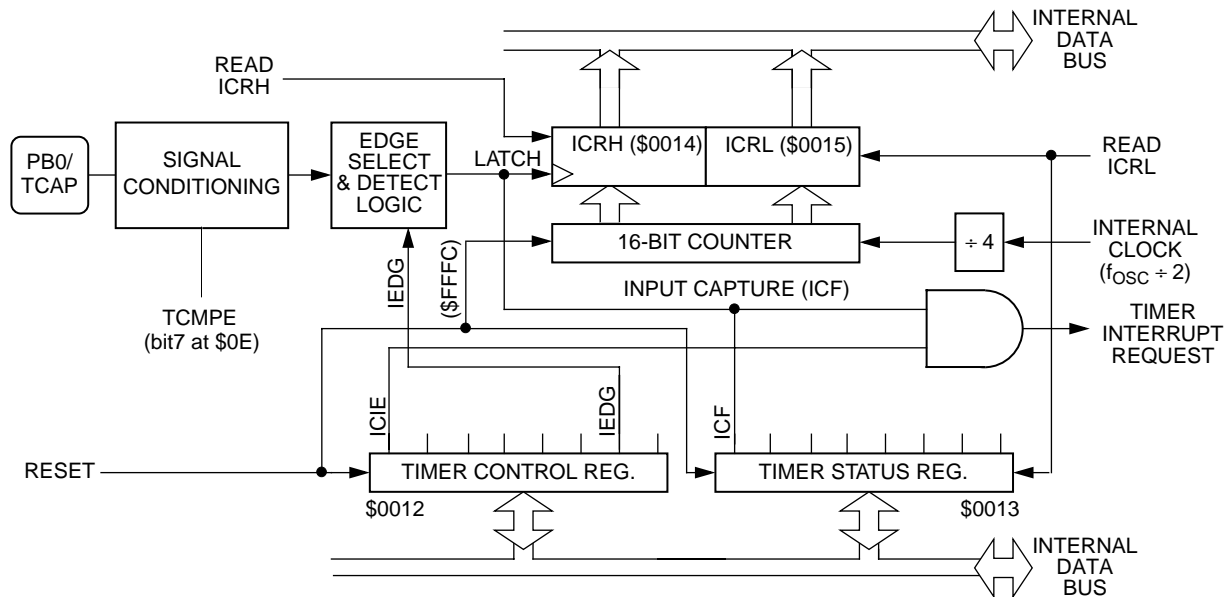 INTERNAL
DATA
BUS
READ
ICRH
PB0/
TCAP
SIGNAL
CONDITIONING
EDGE
SELECT
& DETECT
LOGIC
LATCH
ICRH ($0014)
ICRL ($0015)
READ
ICRL
16-BIT COUNTER
÷ 4
INTERNAL
CLOCK
(fOSC ÷ 2)
IEDG
($FFFC)
INPUT CAPTURE (ICF)
TCMPE
(bit7 at $0E)
TIMER
INTERRUPT
REQUEST
ICIE
IEDG
ICF
RESET
TIMER CONTROL REG.
TIMER STATUS REG.
$0012
$0013
INTERNAL
DATA
BUS